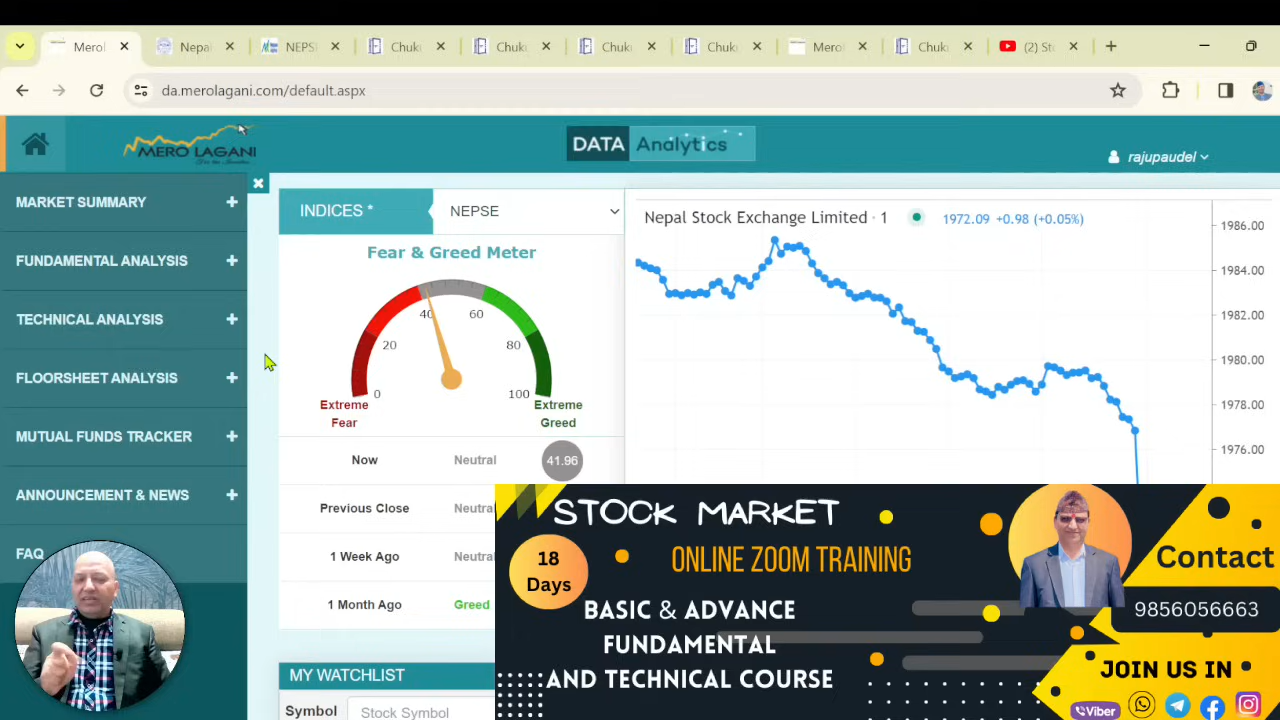 Merol
Nepal
NEPS
Chuk
Chuk
Chuk
Chuk
Mero
Chuk
(2) St
da.merolagani.com/default.aspx
MERO LAGANI
DATA Analytics
rajupaudel
MARKET SUMMARY
FUNDAMENTAL ANALYSIS
TECHNICAL ANALYSIS
FLOORSHEET ANALYSIS
MUTUAL FUNDS TRACKER
ANNOUNCEMENT & NEWS
FAQ
INDICES *
NEPSE
Fear & Greed Meter
0
20
40
60
80
100
Extreme Fear
Extreme Greed
Now Neutral 41.96
Previous Close Neutra
1 Week Ago Neutra
1 Month Ago Greed
MY WATCHLIST
Symbol
Stock Symbol
Nepal Stock Exchange Limited · 1
1972.09 +0.98 (+0.05%)
1986.00
1984.00
1982.00
1980.00
1978.00
1976.00
STOCK MARKET
18 Days
ONLINE ZOOM TRAINING
BASIC & ADVANCE
FUNDAMENTAL
AND TECHNICAL COURSE
Contact
9856056663
JOIN US IN
Viber